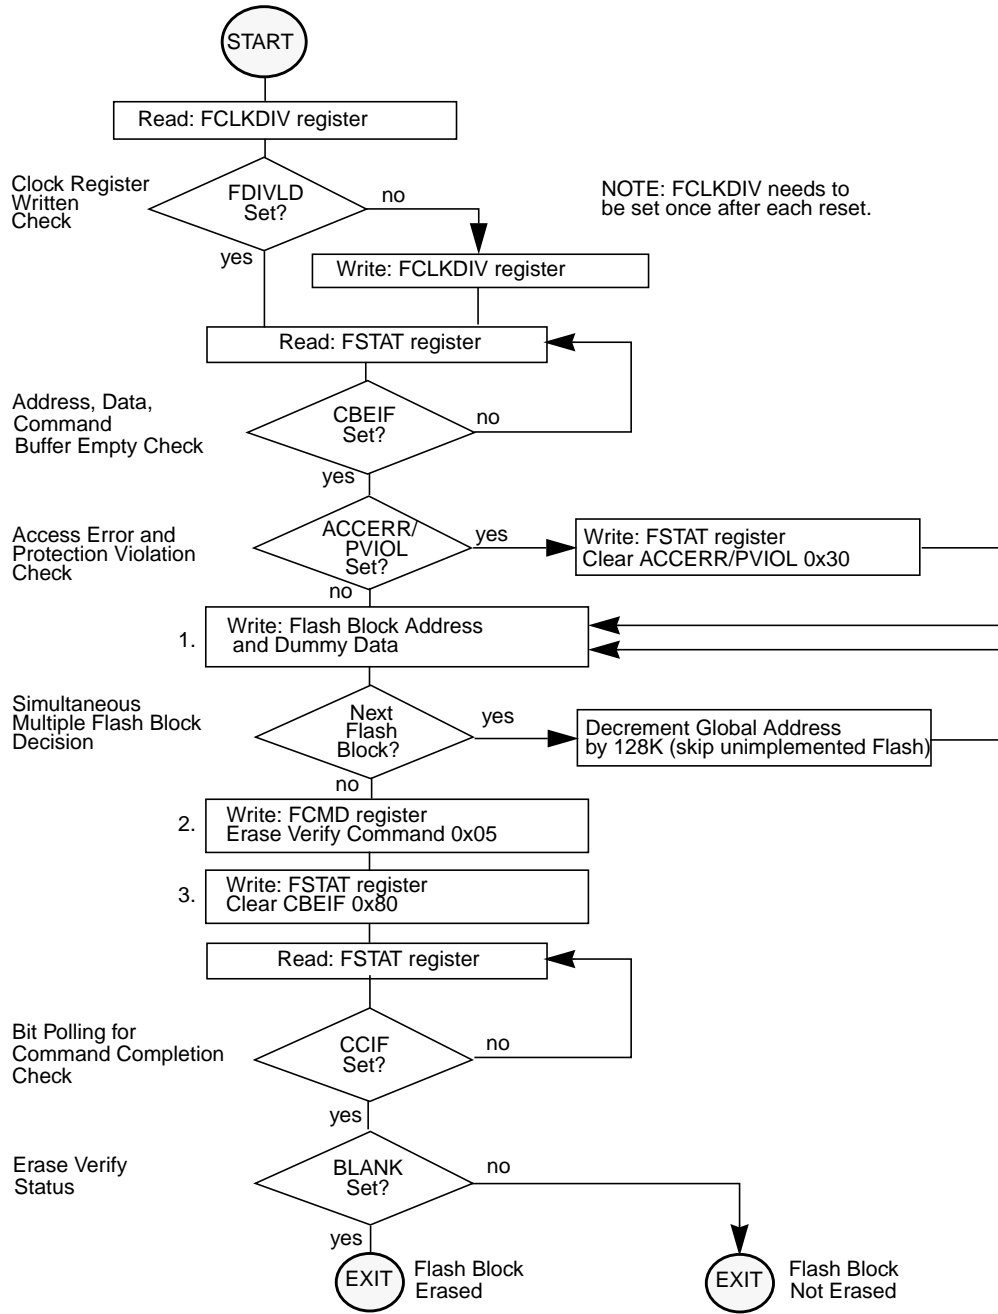 START
Read: FCLKDIV register
Clock Register
Written
Check
FDIVLD
Set?
no
NOTE: FCLKDIV needs to
be set once after each reset.
yes
Write: FCLKDIV register
Read: FSTAT register
Address, Data,
Command
Buffer Empty Check
CBEIF
Set?
no
yes
Access Error and
Protection Violation
Check
ACCERR/
PVIOL
Set?
yes
Write: FSTAT register
Clear ACCERR/PVIOL 0x30
no
1.
Write: Flash Block Address
and Dummy Data
Simultaneous
Multiple Flash Block
Decision
Next
Flash
Block?
yes
Decrement Global Address
by 128K (skip unimplemented Flash)
no
2.
Write: FCMD register
Erase Verify Command 0x05
3.
Write: FSTAT register
Clear CBEIF 0x80
Read: FSTAT register
Bit Polling for
Command Completion
Check
CCIF
Set?
no
yes
Erase Verify
Status
BLANK
Set?
no
yes
EXIT
Flash Block
Erased
EXIT
Flash Block
Not Erased